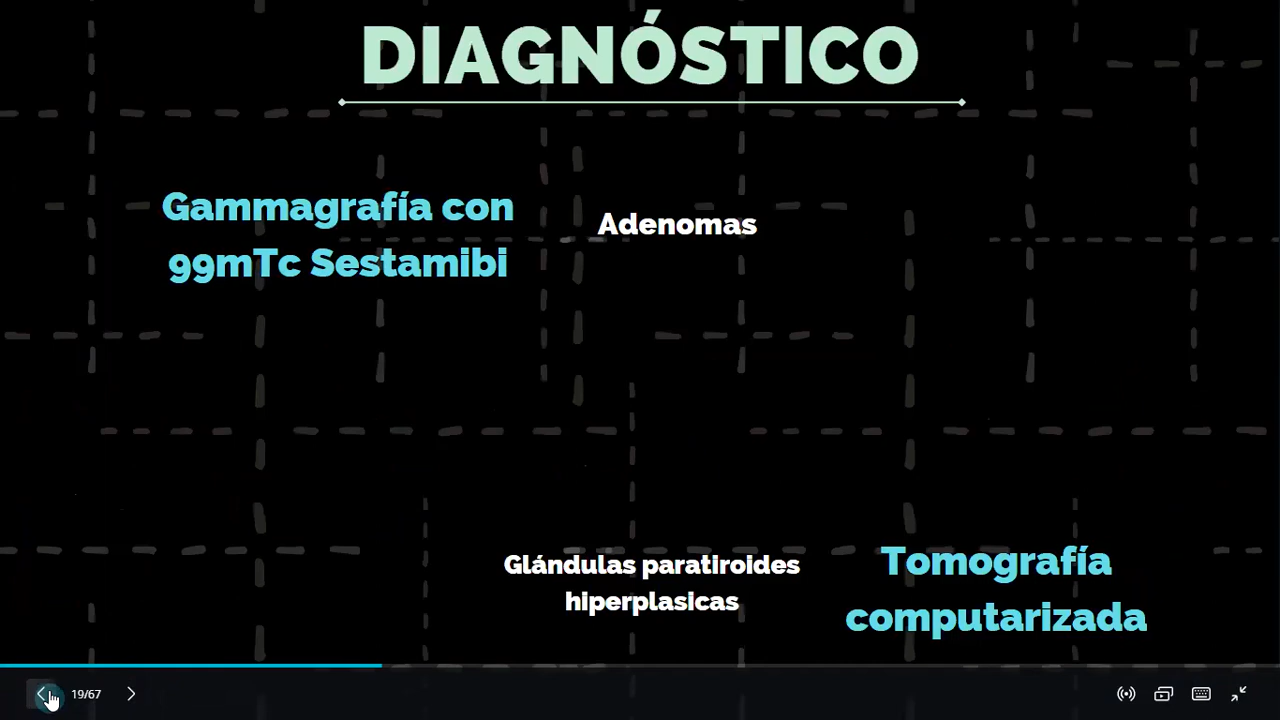 DIAGNÓSTICO
Gammagrafía con
99mTc Sestamibi
Adenomas
Glándulas paratiroides
hiperplasicas
Tomografía
computarizada
19/67